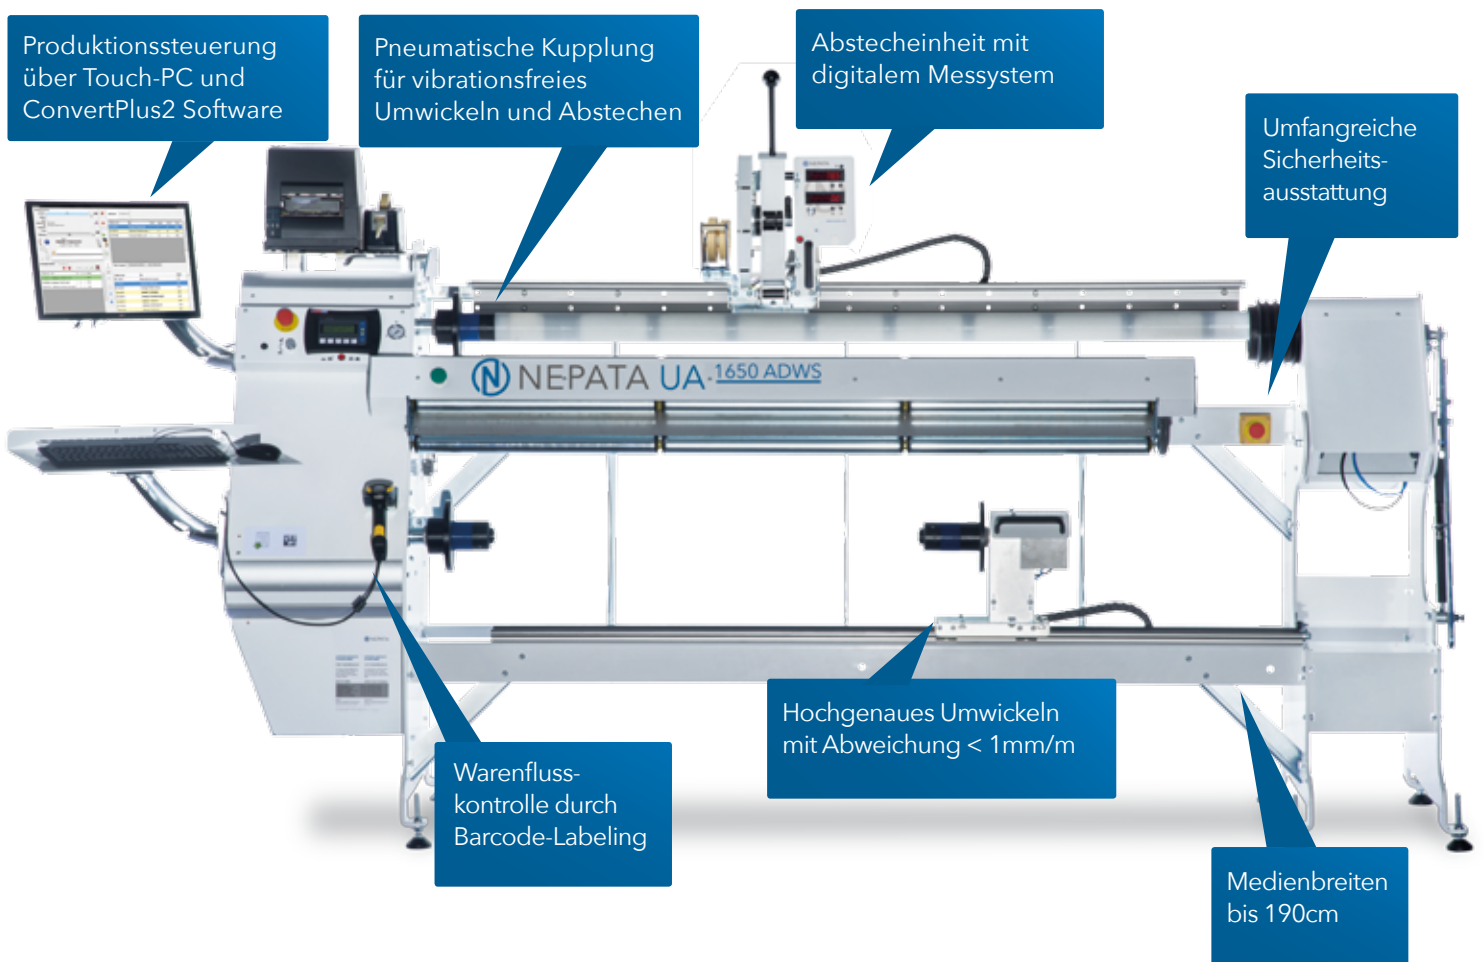 Produktionssteuerung
über Touch-PC und
ConvertPlus2 Software
Pneumatische Kupplung
für vibrationsfreies
Umwickeln und Abstechen
Abstecheinheit mit
digitalem Messystem
Umfangreiche
Sicherheits-
ausstattung
NEPATA
NEPATA UA 1650 ADWS
NEPATA
Hochgenaues Umwickeln
mit Abweichung < 1mm/m
Warenfluss-
kontrolle durch
Barcode-Labeling
Medienbreiten
bis 190cm